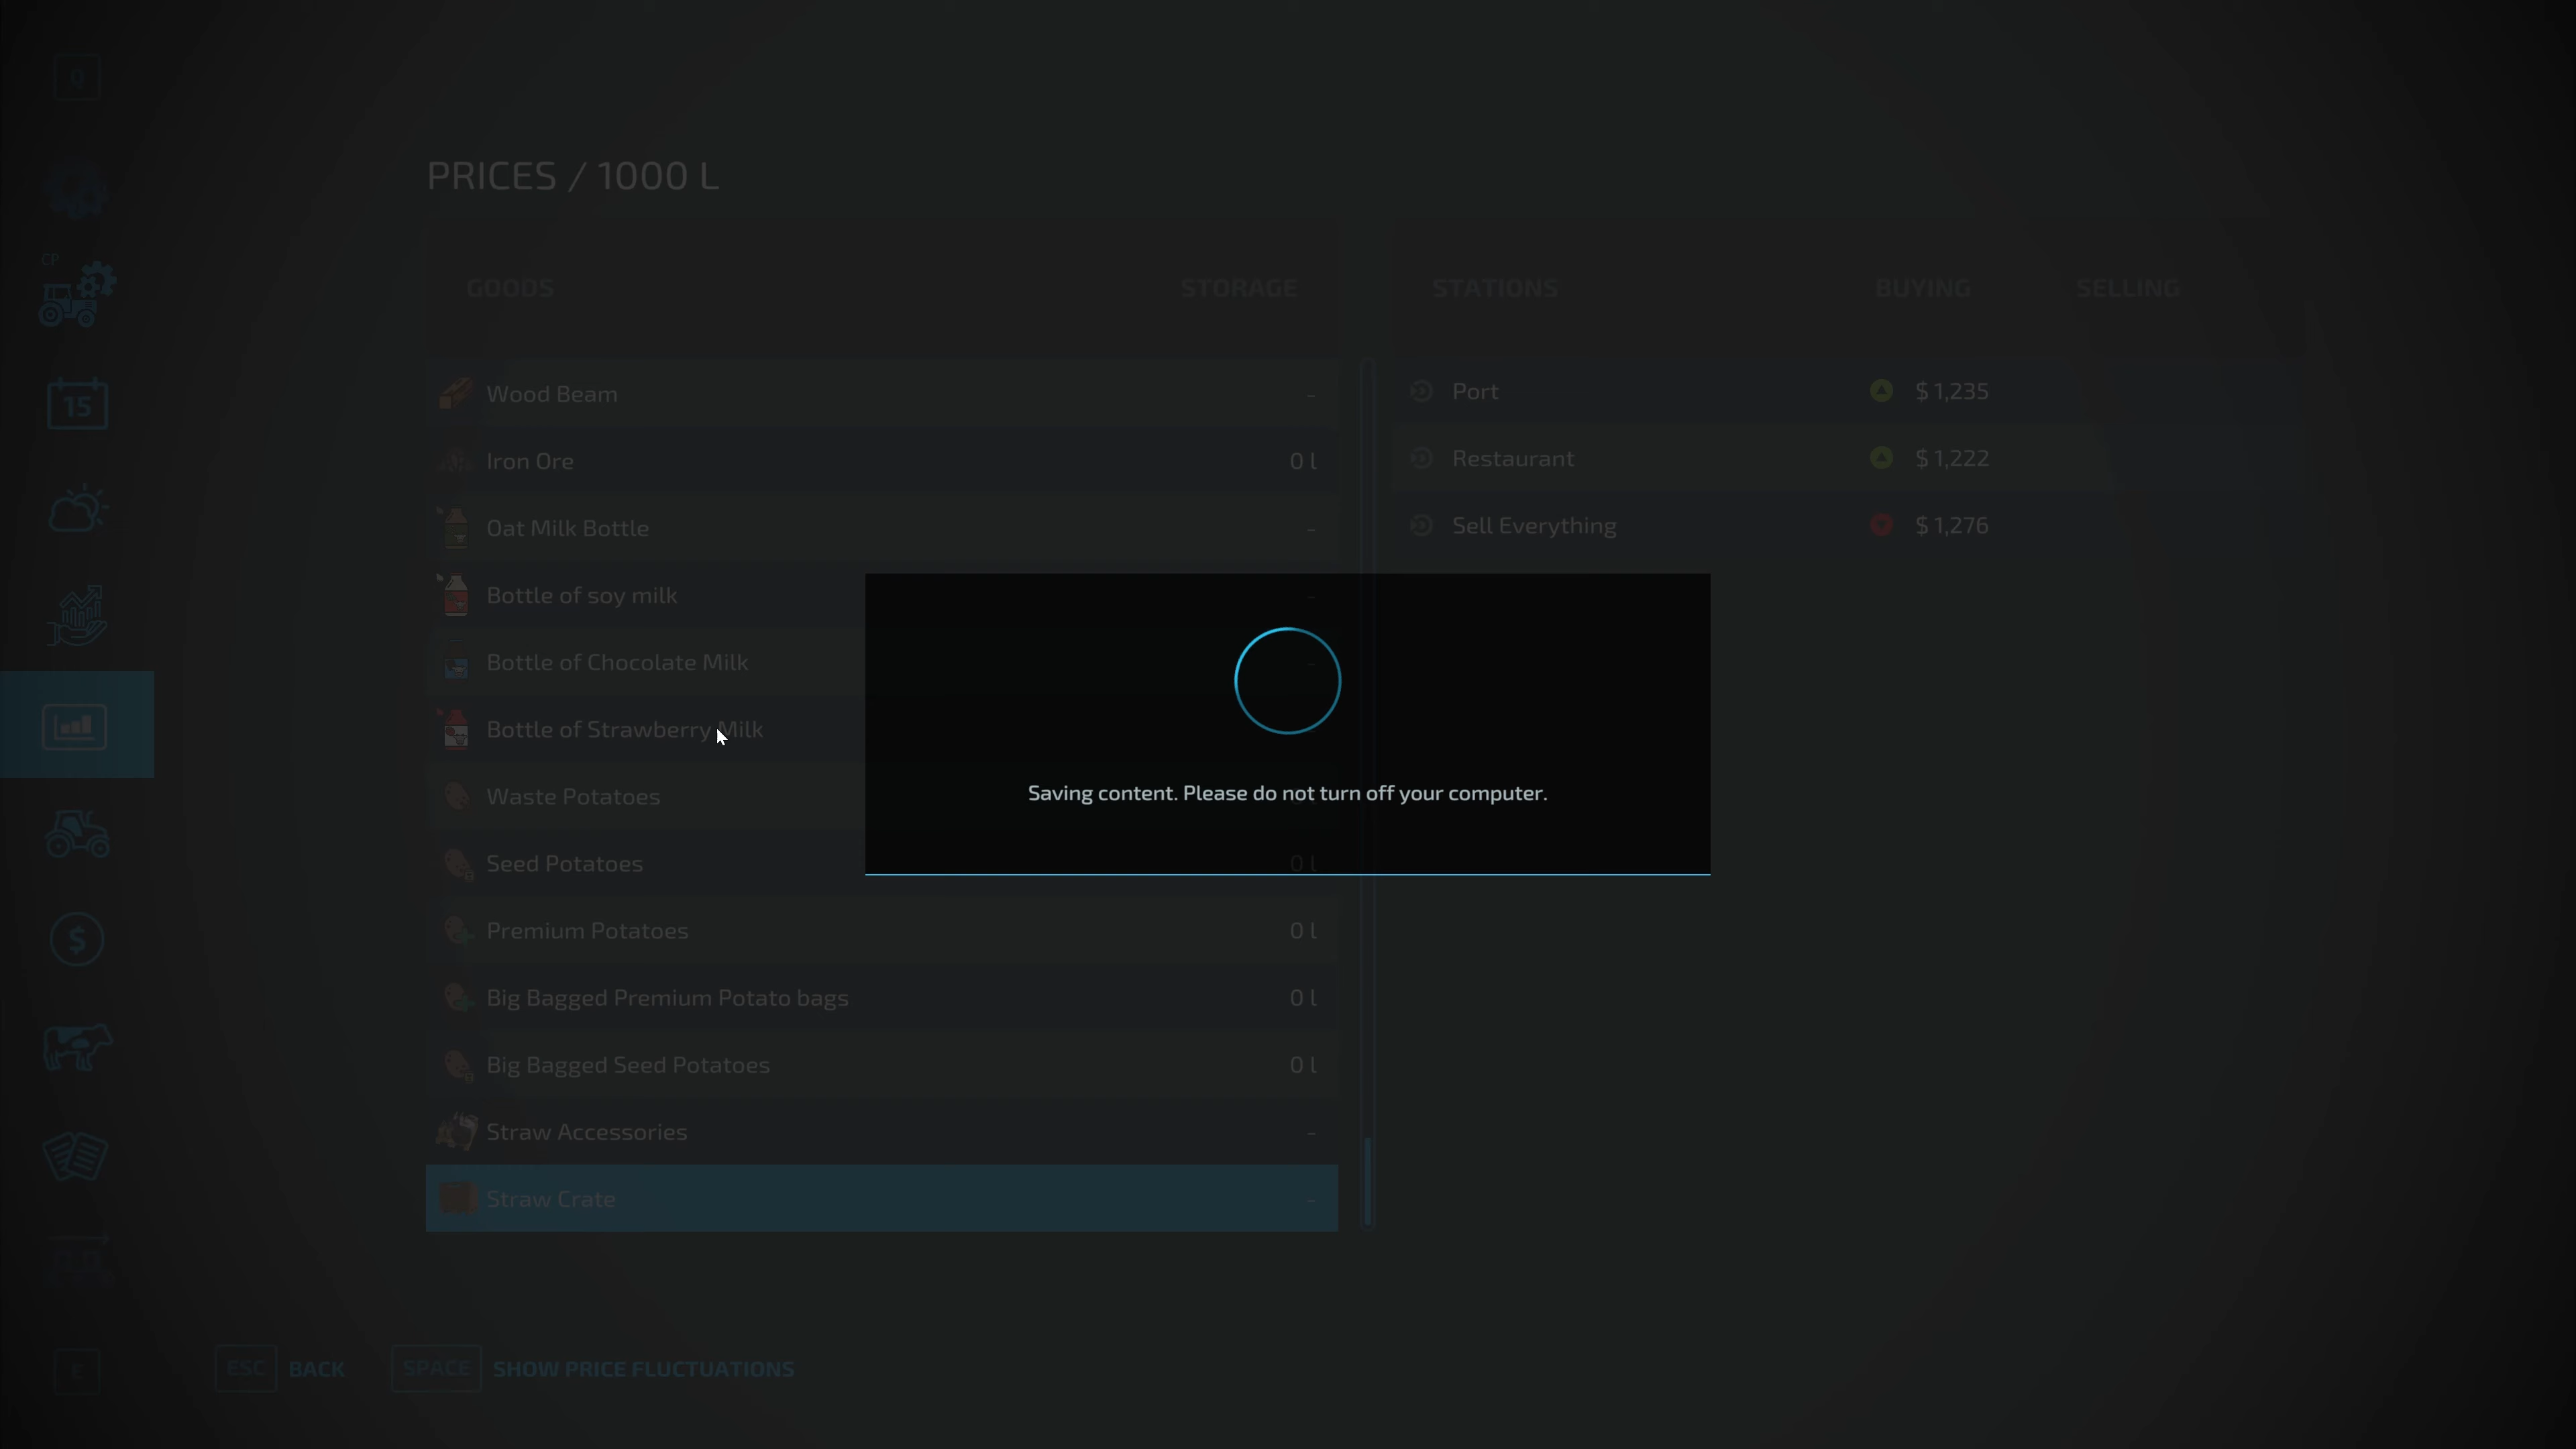 Q
CP
15
PRICES / 1000 L
GOODS STORAGE
Wood Beam -
Iron Ore 0 l
Oat Milk Bottle -
Bottle of soy milk -
Bottle of Chocolate Milk -
Bottle of Strawberry Milk
Waste Potatoes
Seed Potatoes 0 l
Premium Potatoes 0 l
Big Bagged Premium Potato bags 0 l
Big Bagged Seed Potatoes 0 l
Straw Accessories -
Straw Crate -
STATIONS BUYING SELLING
Port $ 1,235
Restaurant $ 1,222
Sell Everything $ 1,276
Saving content. Please do not turn off your computer.
$
E
ESC BACK SPACE SHOW PRICE FLUCTUATIONS